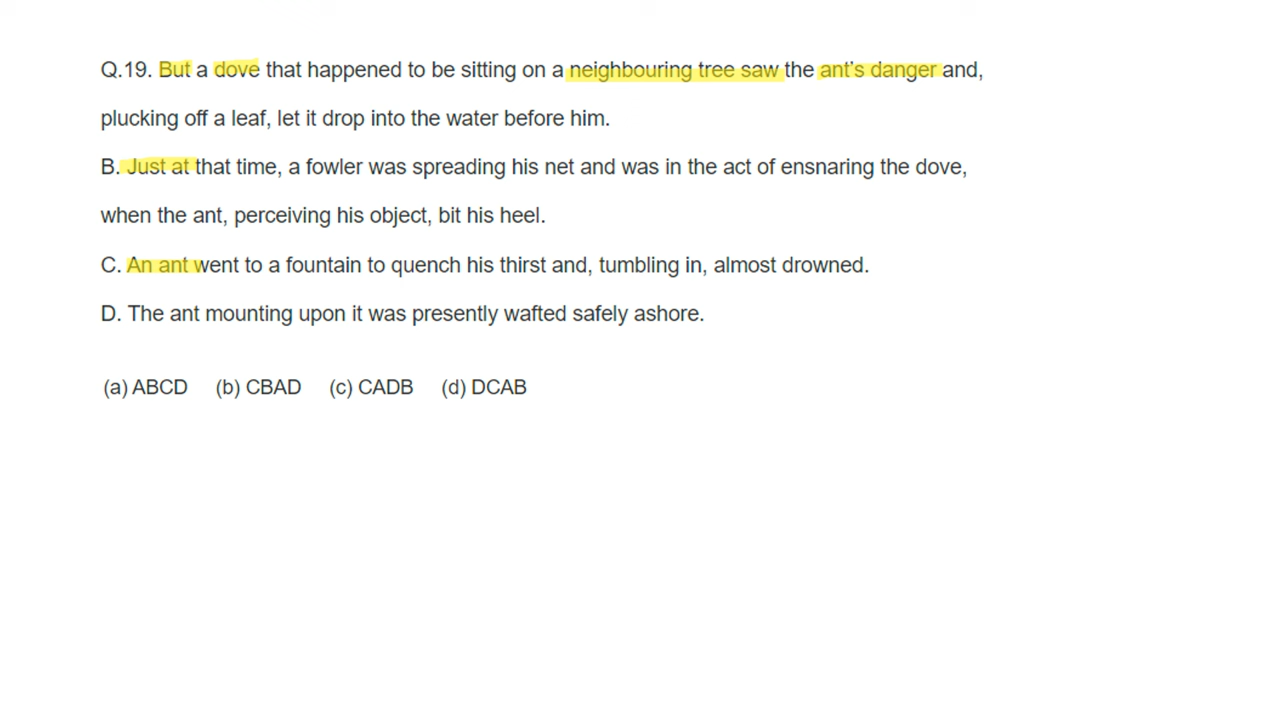 Q.19. But a dove that happened to be sitting on a neighbouring tree saw the ant's danger and,
plucking off a leaf, let it drop into the water before him.
B. Just at that time, a fowler was spreading his net and was in the act of ensnaring the dove,
when the ant, perceiving his object, bit his heel.
C. An ant went to a fountain to quench his thirst and, tumbling in, almost drowned.
D. The ant mounting upon it was presently wafted safely ashore.
(a) ABCD (b) CBAD (c) CADB (d) DCAB